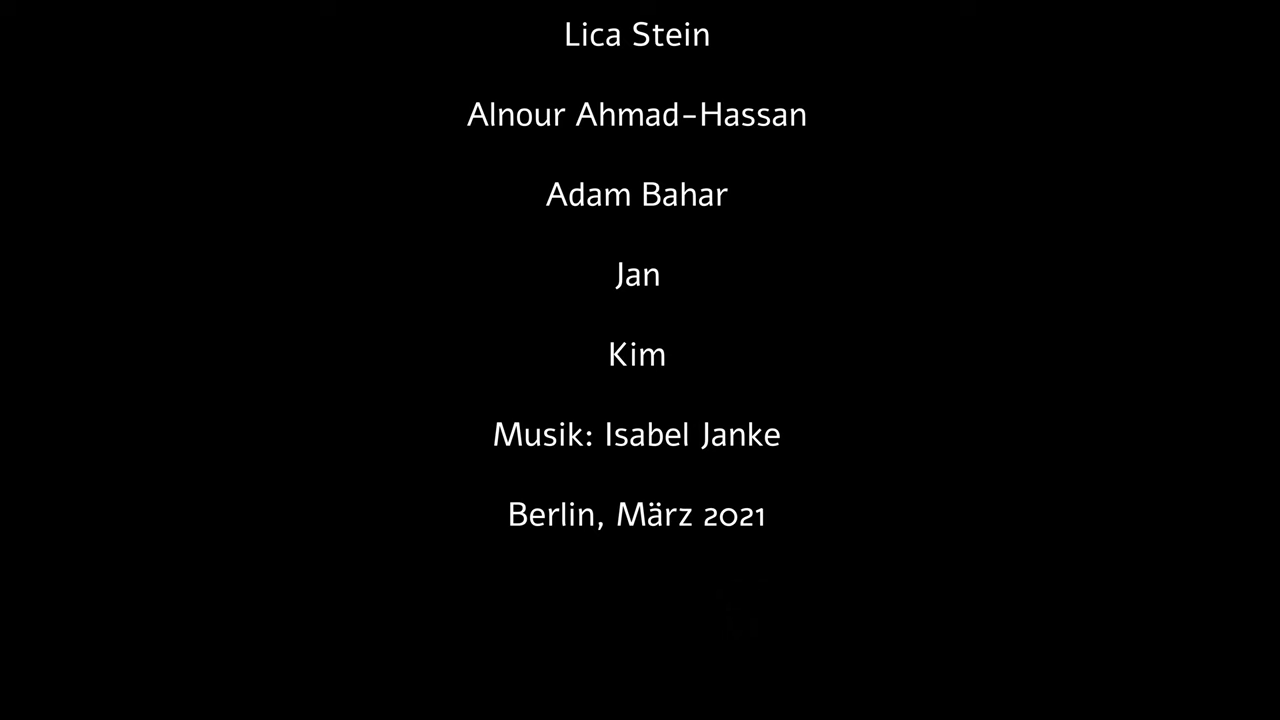 Lica Stein
Alnour Ahmad-Hassan
Adam Bahar
Jan
Kim
Musik: Isabel Janke
Berlin, März 2021